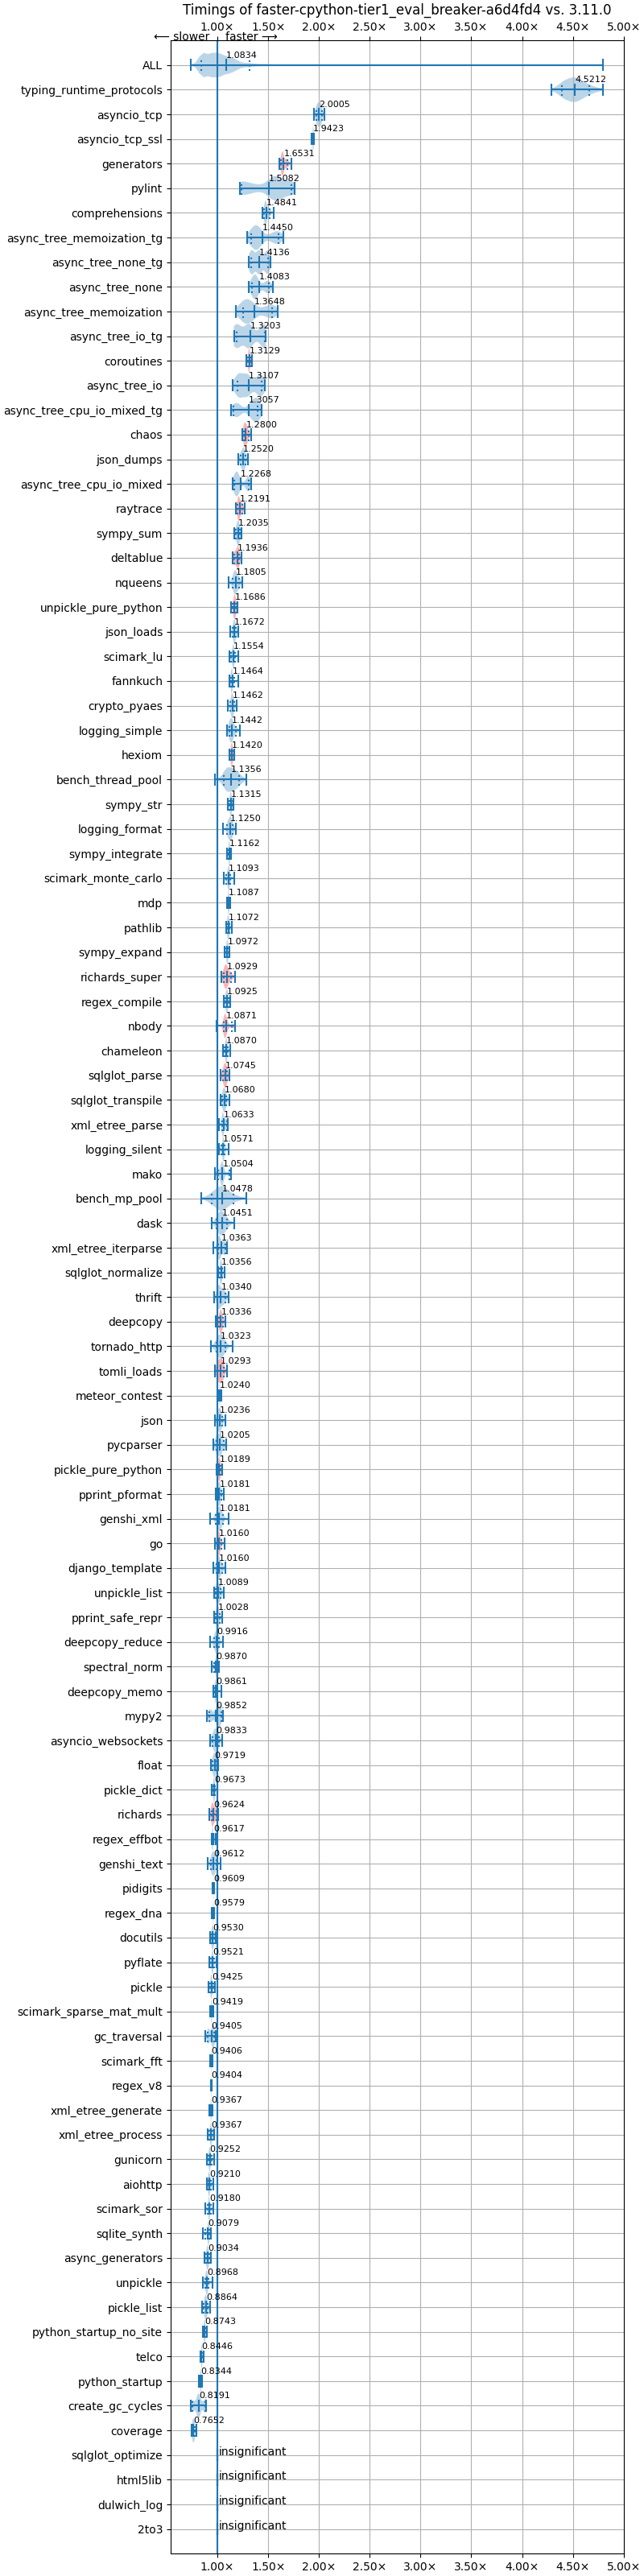 Timings of faster-cpython-tier1_eval_breaker-a6d4fd4 vs. 3.11.0
1.00× 1.50× 2.00× 2.50× 3.00× 3.50× 4.00× 4.50× 5.00×
⟵ slower faster ⟶
ALL 1.0834
typing_runtime_protocols 4.5212
asyncio_tcp 2.0005
asyncio_tcp_ssl 1.9423
generators 1.6531
pylint 1.5082
comprehensions 1.4841
async_tree_memoization_tg 1.4450
async_tree_none_tg 1.4136
async_tree_none 1.4083
async_tree_memoization 1.3648
async_tree_io_tg 1.3203
coroutines 1.3129
async_tree_io 1.3107
async_tree_cpu_io_mixed_tg 1.3057
chaos 1.2800
json_dumps 1.2520
async_tree_cpu_io_mixed 1.2268
raytrace 1.2191
sympy_sum 1.2035
deltablue 1.1936
nqueens 1.1805
unpickle_pure_python 1.1686
json_loads 1.1672
scimark_lu 1.1554
fannkuch 1.1464
crypto_pyaes 1.1462
logging_simple 1.1442
hexiom 1.1420
bench_thread_pool 1.1356
sympy_str 1.1315
logging_format 1.1250
sympy_integrate 1.1162
scimark_monte_carlo 1.1093
mdp 1.1087
pathlib 1.1072
sympy_expand 1.0972
richards_super 1.0929
regex_compile 1.0925
nbody 1.0871
chameleon 1.0870
sqlglot_parse 1.0745
sqlglot_transpile 1.0680
xml_etree_parse 1.0633
logging_silent 1.0571
mako 1.0504
bench_mp_pool 1.0478
dask 1.0451
xml_etree_iterparse 1.0363
sqlglot_normalize 1.0356
thrift 1.0340
deepcopy 1.0336
tornado_http 1.0323
tomli_loads 1.0293
meteor_contest 1.0240
json 1.0236
pycparser 1.0205
pickle_pure_python 1.0189
pprint_pformat 1.0181
genshi_xml 1.0181
go 1.0160
django_template 1.0160
unpickle_list 1.0089
pprint_safe_repr 1.0028
deepcopy_reduce 0.9916
spectral_norm 0.9870
deepcopy_memo 0.9861
mypy2 0.9852
asyncio_websockets 0.9833
float 0.9719
pickle_dict 0.9673
richards 0.9624
regex_effbot 0.9617
genshi_text 0.9612
pidigits 0.9609
regex_dna 0.9579
docutils 0.9530
pyflate 0.9521
pickle 0.9425
scimark_sparse_mat_mult 0.9419
gc_traversal 0.9405
scimark_fft 0.9406
regex_v8 0.9404
xml_etree_generate 0.9367
xml_etree_process 0.9367
gunicorn 0.9252
aiohttp 0.9210
scimark_sor 0.9180
sqlite_synth 0.9079
async_generators 0.9034
unpickle 0.8968
pickle_list 0.8864
python_startup_no_site 0.8743
telco 0.8446
python_startup 0.8344
create_gc_cycles 0.8191
coverage 0.7652
sqlglot_optimize insignificant
html5lib insignificant
dulwich_log insignificant
2to3 insignificant
1.00× 1.50× 2.00× 2.50× 3.00× 3.50× 4.00× 4.50× 5.00×